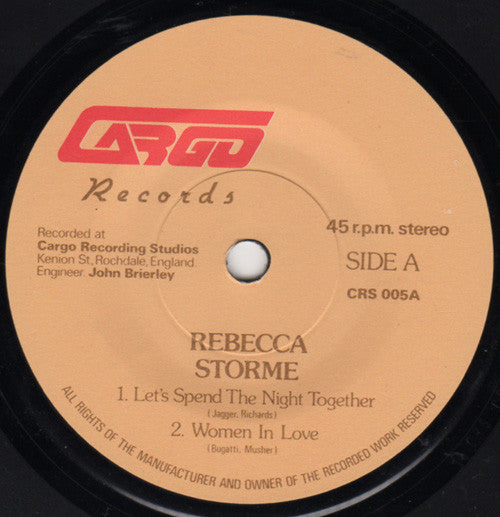 CARGO
Records
Recorded at
Cargo Recording Studios
Kenion St, Rochdale, England.
Engineer. John Brierley
45 r.p.m. stereo
SIDE A
CRS 005A
REBECCA
STORME
1. Let's Spend The Night Together
(Jagger, Richards)
2. Women In Love
(Bugatti, Musher)
ALL RIGHTS OF THE MANUFACTURER AND OWNER OF THE RECORDED WORK RESERVED